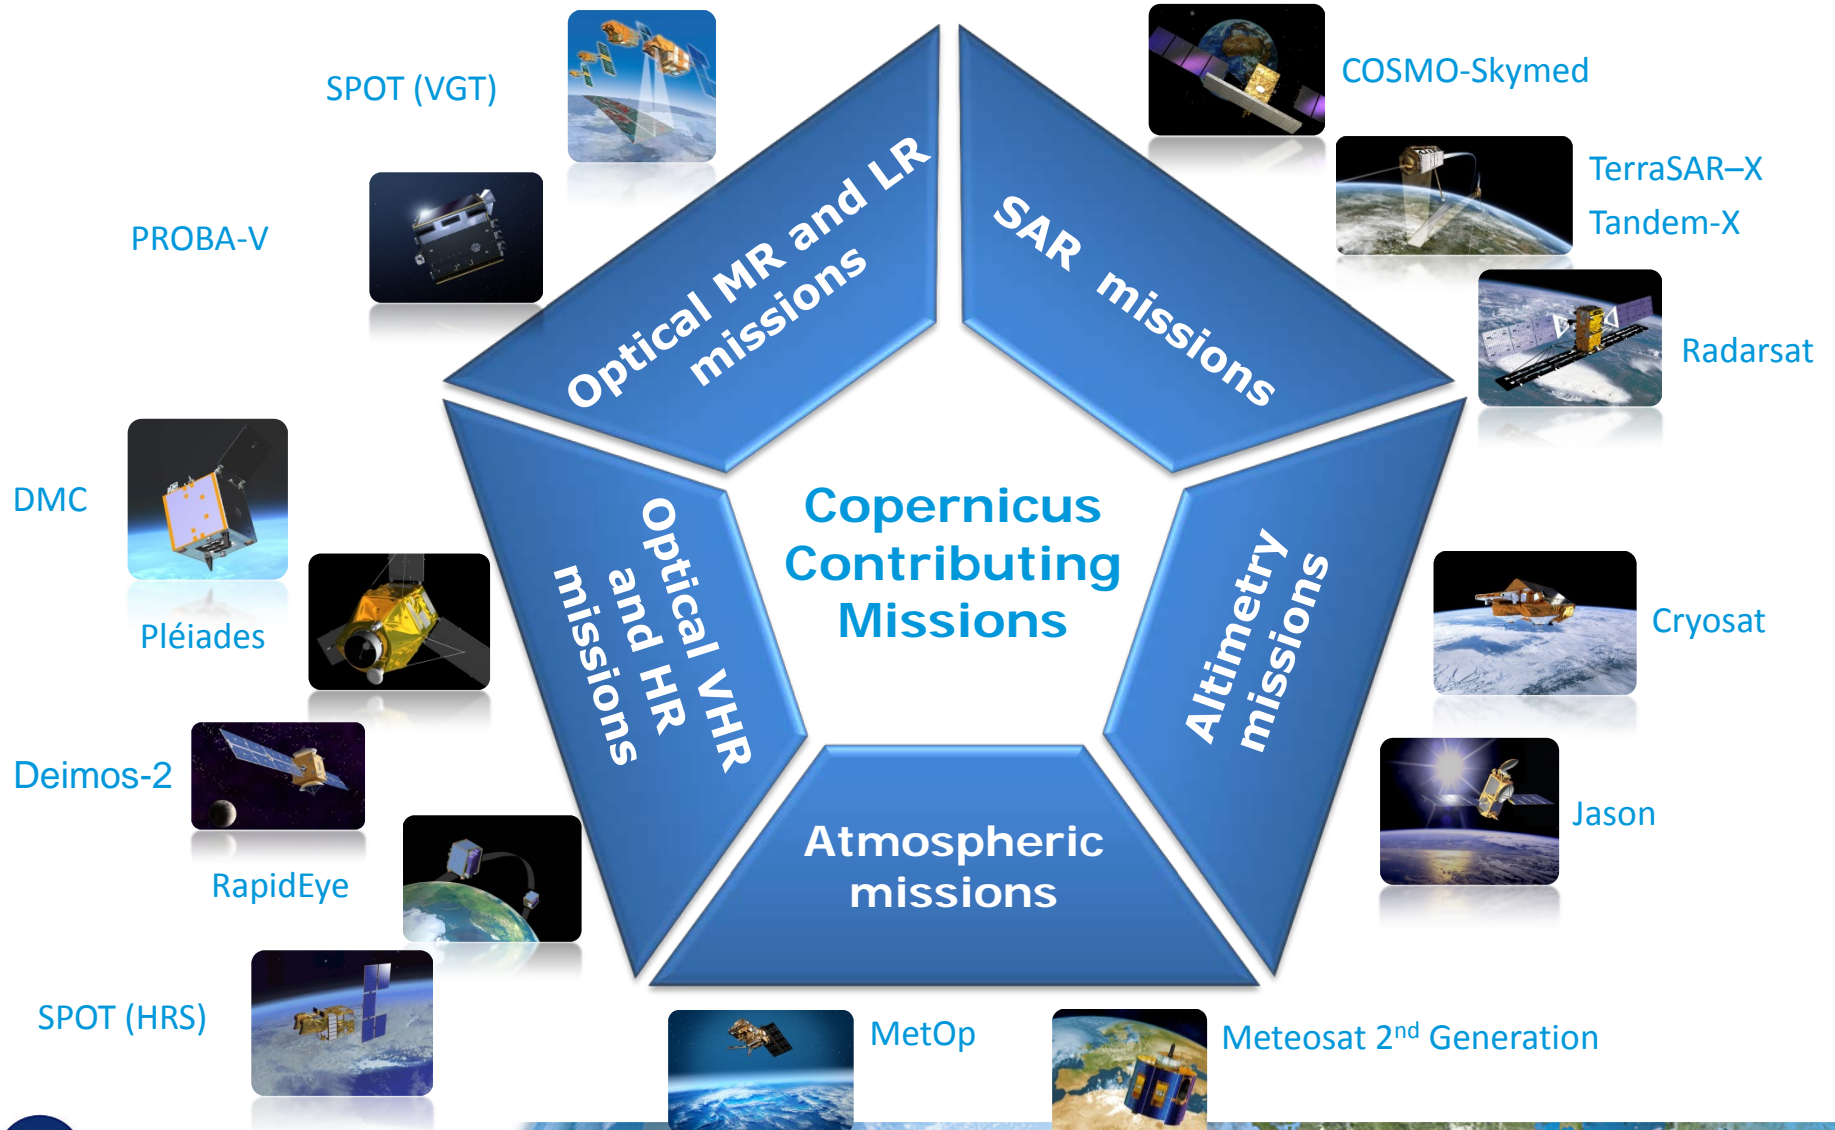 SPOT (VGT)
PROBA-V
Optical MR and LR
missions
COSMO-Skymed
TerraSAR–X
Tandem-X
Radarsat
SAR missions
DMC
Pléiades
Deimos-2
RapidEye
SPOT (HRS)
Optical VHR
and HR
missions
Copernicus
Contributing
Missions
Altimetry
missions
Cryosat
Jason
Atmospheric
missions
MetOp
Meteosat 2nd Generation